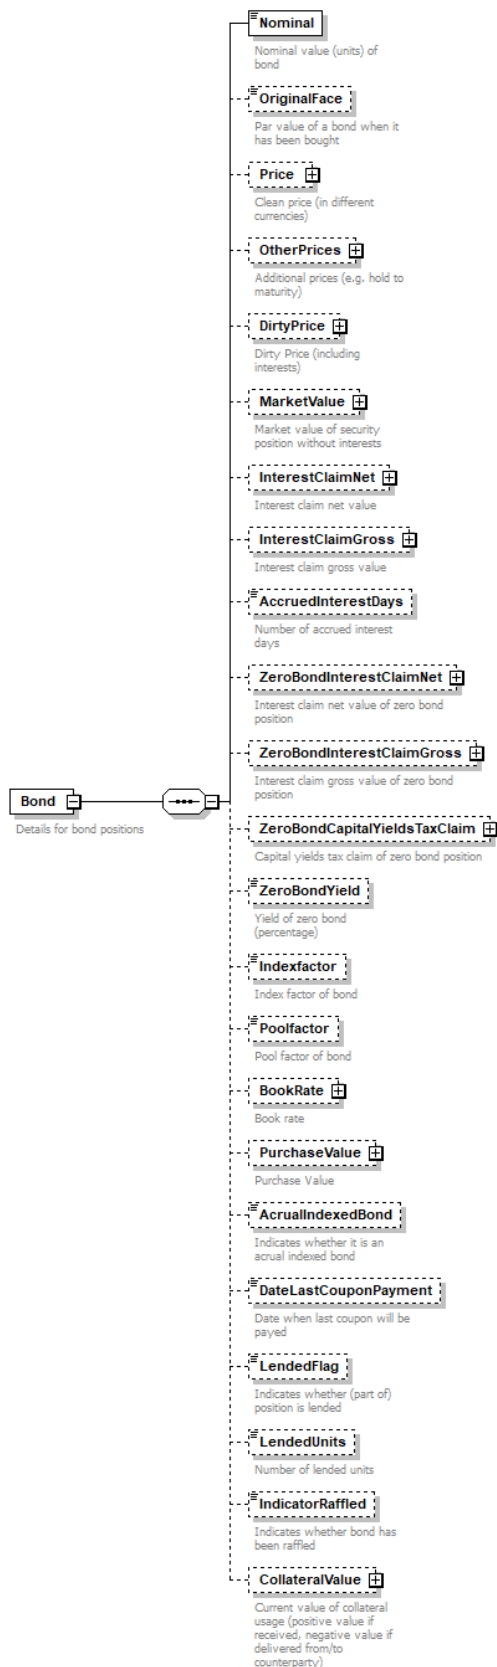 Nominal
Nominal value (units) of
bond
OriginalFace
Par value of a bond when it
has been bought
Price
Clean price (in different
currencies)
OtherPrices
Additional prices (e.g. hold to
maturity)
DirtyPrice
Dirty Price (including
interests)
MarketValue
Market value of security
position without interests
InterestClaimNet
Interest claim net value
InterestClaimGross
Interest claim gross value
AccruedInterestDays
Number of accrued interest
days
ZeroBondInterestClaimNet
Interest claim net value of zero bond
position
ZeroBondInterestClaimGross
Interest claim gross value of zero bond
position
Bond
Details for bond positions
ZeroBondCapitalYieldsTaxClaim
Capital yields tax claim of zero bond position
ZeroBondYield
Yield of zero bond
(percentage)
Indexfactor
Index factor of bond
Poolfactor
Pool factor of bond
BookRate
Book rate
PurchaseValue
Purchase Value
AcrualIndexedBond
Indicates whether it is an
acrual indexed bond
DateLastCouponPayment
Date when last coupon will be
payed
LendedFlag
Indicates whether (part of)
position is lended
LendedUnits
Number of lended units
IndicatorRaffled
Indicates whether bond has
been raffled
CollateralValue
Current value of collateral
usage (positive value if
received, negative value if
delivered from/to
counterparty)